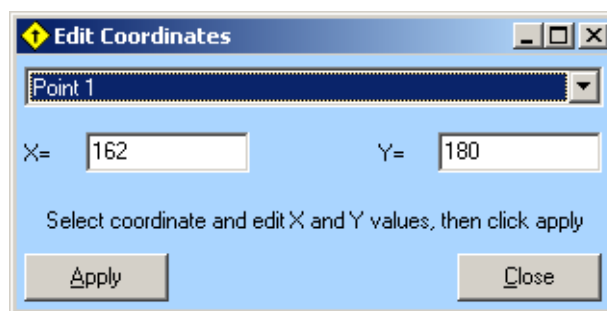 Edit Coordinates
Point 1
X= 162 Y= 180
Select coordinate and edit X and Y values, then click apply
Apply Close